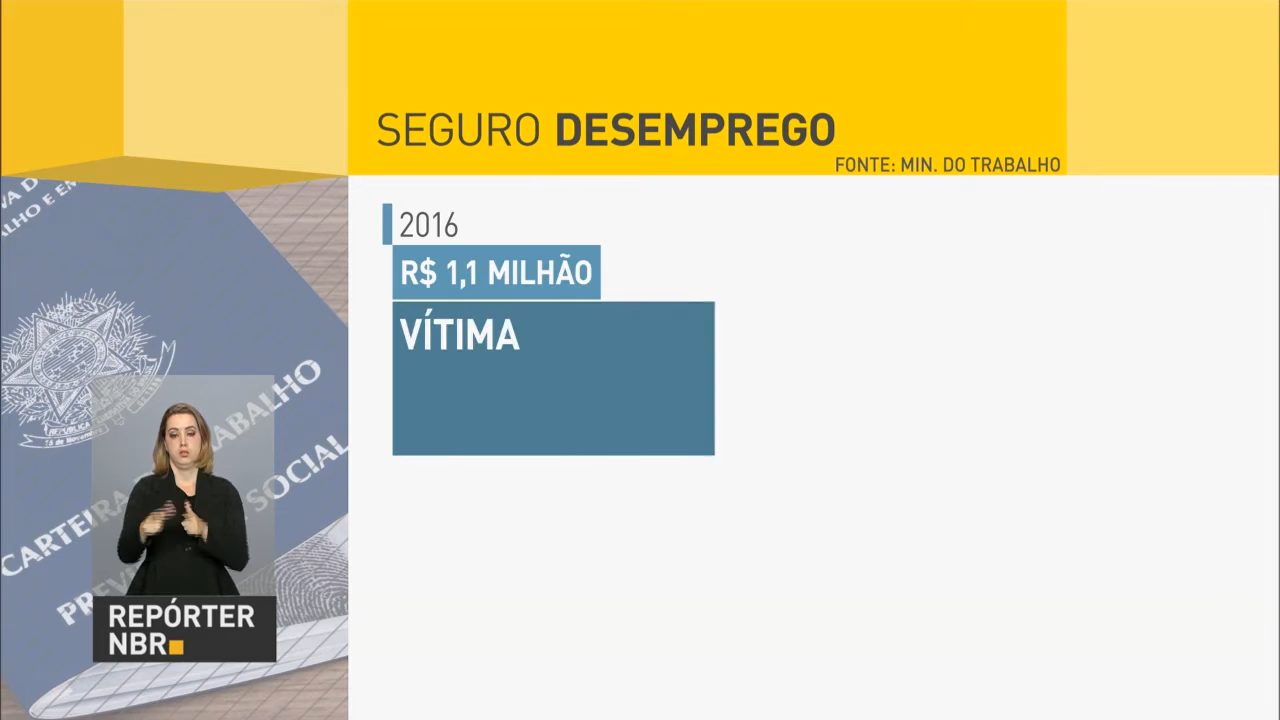 SEGURO DESEMPREGO
FONTE: MIN. DO TRABALHO
2016
R$ 1,1 MILHÃO
VÍTIMA
CARTEIRA TRABALHO
SOCIAL
REPÓRTER
NBR